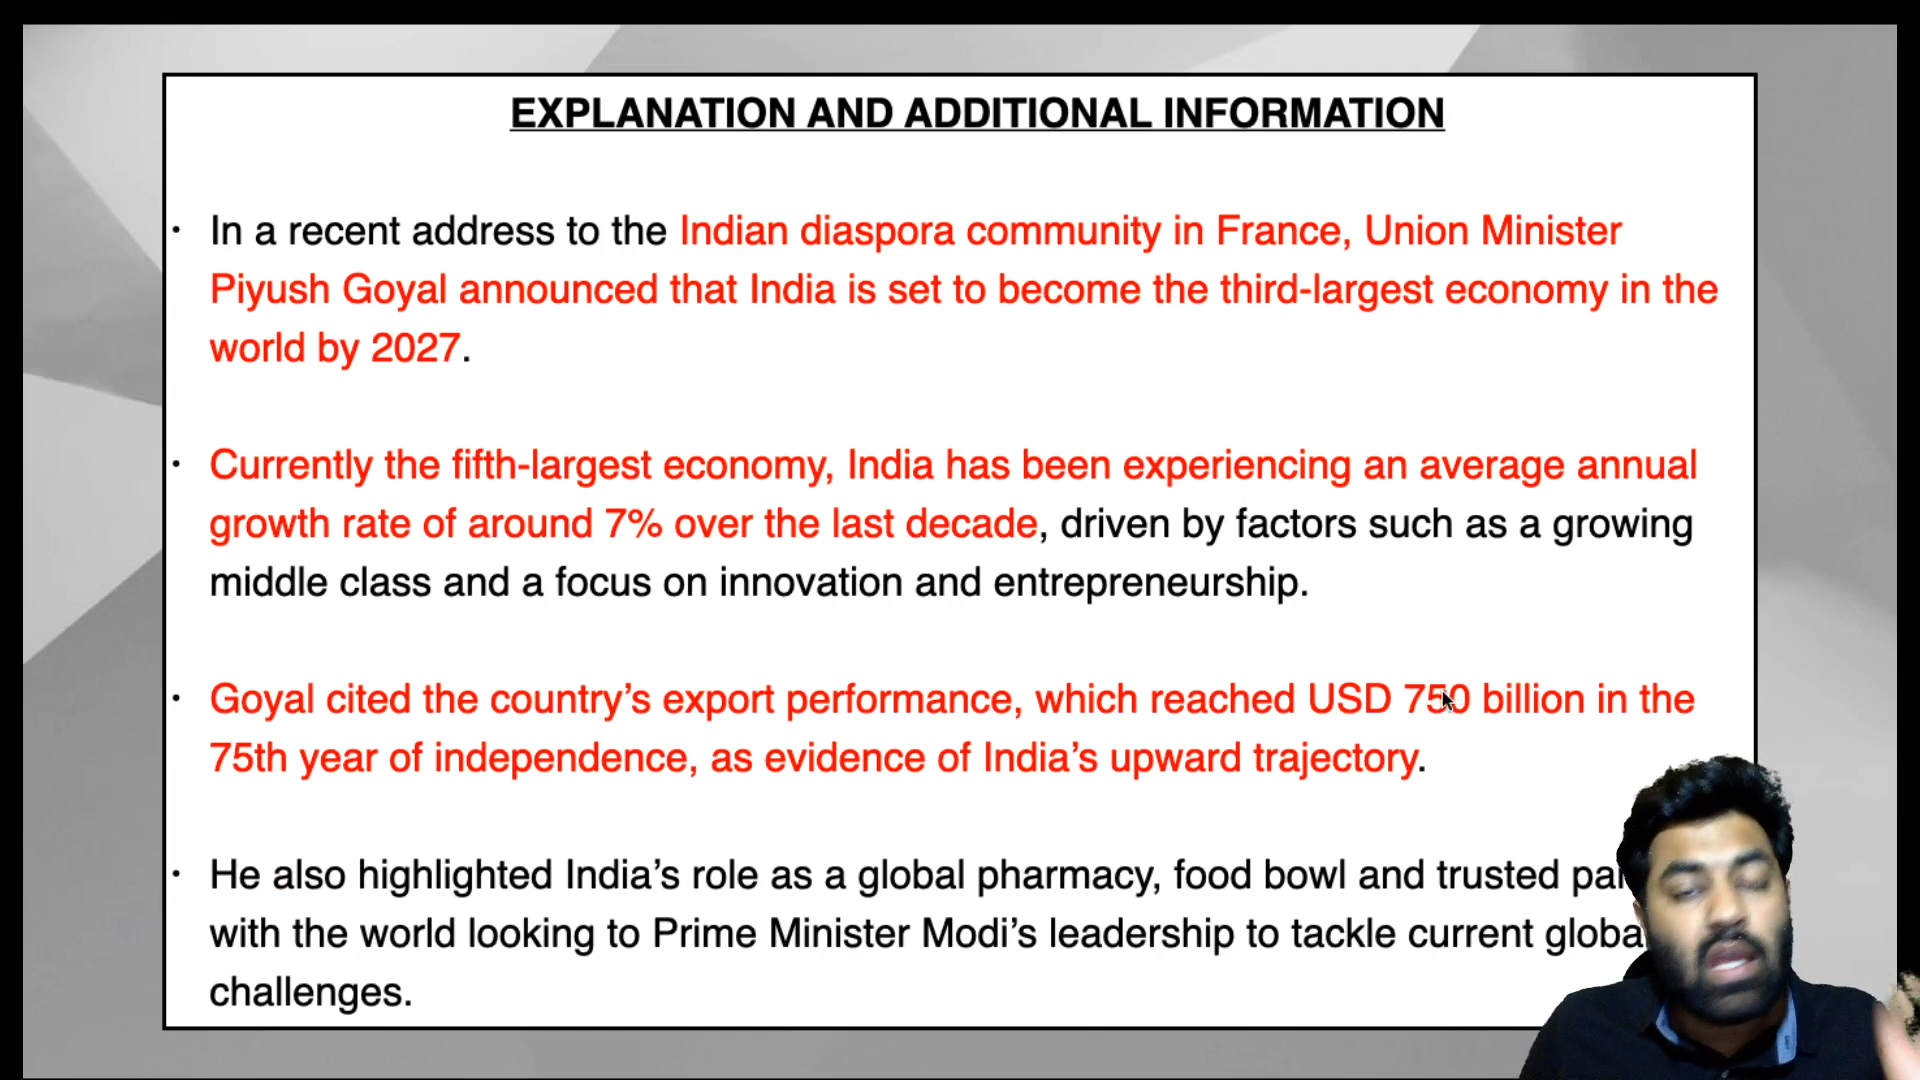 EXPLANATION AND ADDITIONAL INFORMATION
• In a recent address to the Indian diaspora community in France, Union Minister
Piyush Goyal announced that India is set to become the third-largest economy in the
world by 2027.
• Currently the fifth-largest economy, India has been experiencing an average annual
growth rate of around 7% over the last decade, driven by factors such as a growing
middle class and a focus on innovation and entrepreneurship.
• Goyal cited the country’s export performance, which reached USD 750 billion in the
75th year of independence, as evidence of India’s upward trajectory.
• He also highlighted India’s role as a global pharmacy, food bowl and trusted
with the world looking to Prime Minister Modi’s leadership to tackle current
challenges.